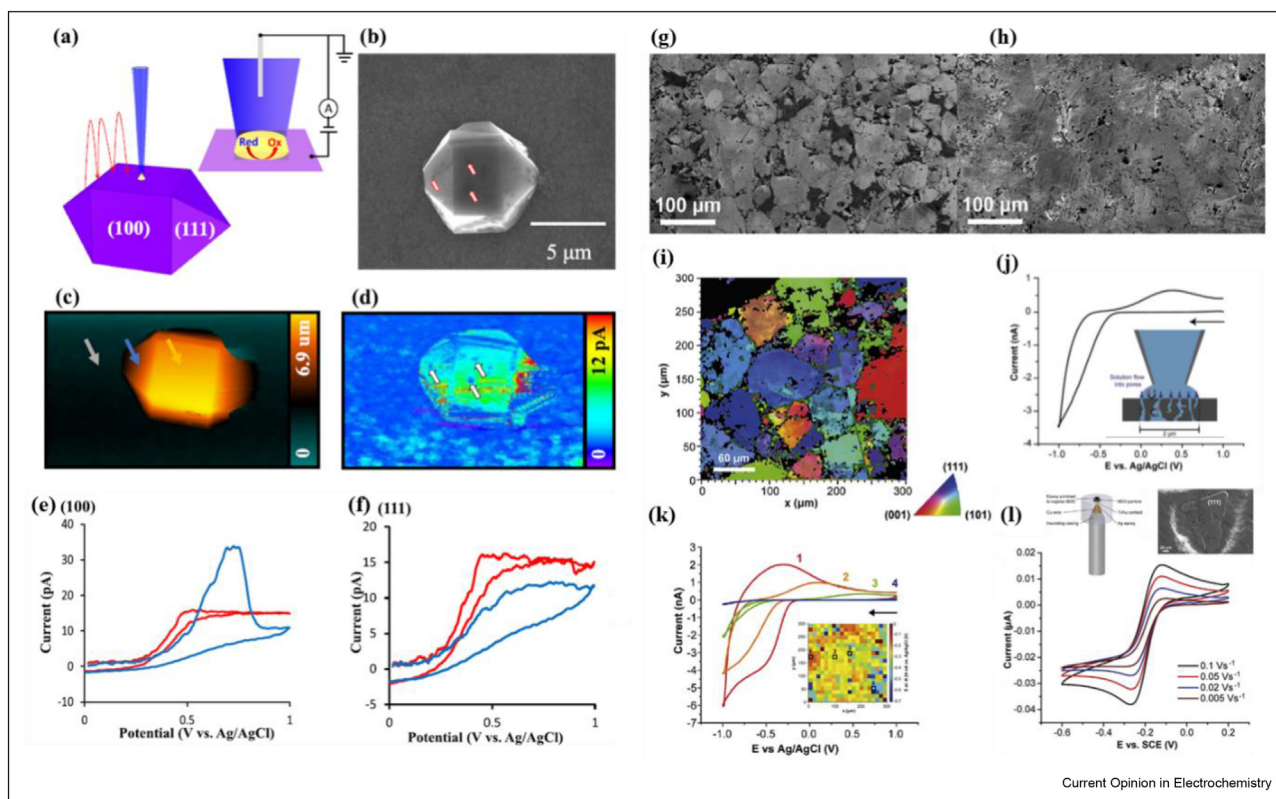 (a)
A
Red Ox
(100)
(111)
(b)
5 µm
(c)
6.9 um
0
(d)
12 pA
0
(e) (100)
Current (pA)
40
30
20
10
0
-10
0
0.5
1
Potential (V vs. Ag/AgCl)
(f) (111)
Current (pA)
20
15
10
5
0
-5
0
0.5
1
Potential (V vs. Ag/AgCl)
(g)
100 µm
(h)
100 µm
(i)
y (µm)
300
250
200
150
100
50
0
60 µm
0 100 200 300
x (µm)
(111)
(001) (101)
(j)
Current (nA)
1
0
-1
-2
-3
-4
Solution flow
into pores
2 µm
-1.0 -0.5 0.0 0.5 1.0
E vs. Ag/AgCl (V)
(k)
Current (nA)
3
2
1
0
-1
-2
-3
-4
-5
-6
-7
1
2
3
4
-1.0 -0.5 0.0 0.5 1.0
E vs Ag/AgCl (V)
(l)
(111)
Current (µA)
0.02
0.01
0.00
-0.01
-0.02
-0.03
-0.04
0.1 Vs⁻¹
0.05 Vs⁻¹
0.02 Vs⁻¹
0.005 Vs⁻¹
-0.6 -0.4 -0.2 0.0 0.2
E vs. SCE (V)
Current Opinion in Electrochemistry